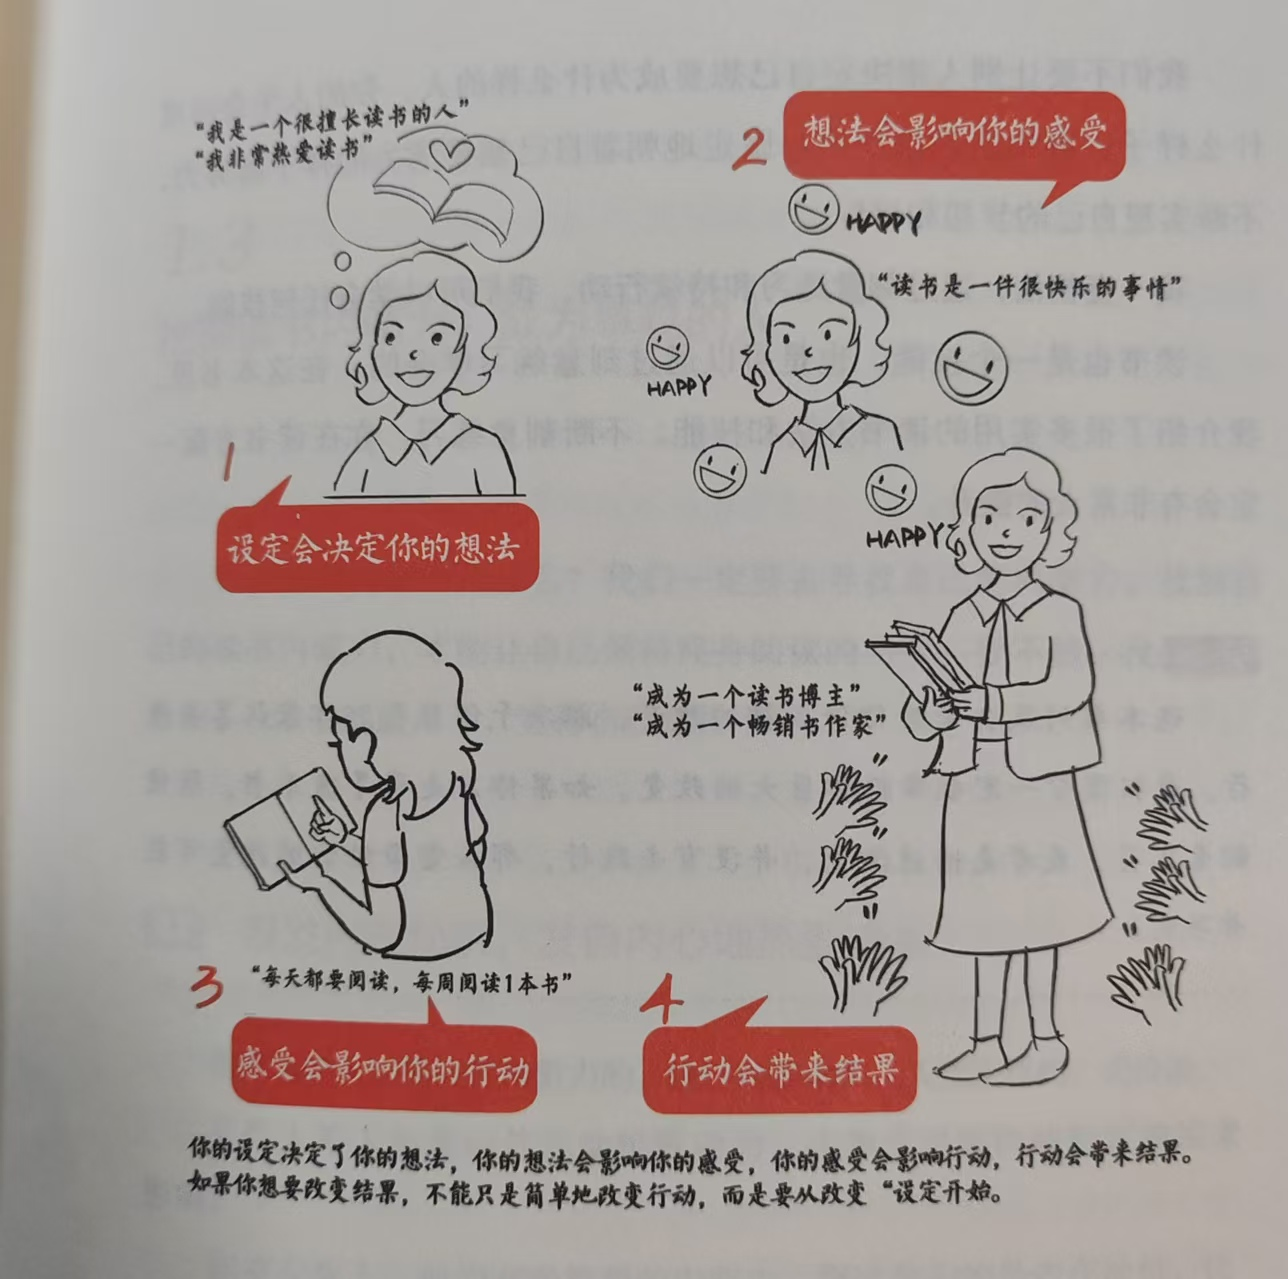 “我是一个很擅长读书的人”
“我非常热爱读书”
1
设定会决定你的想法
2
想法会影响你的感受
HAPPY
“读书是一件很快乐的事情”
HAPPY
HAPPY
3
“每天都要阅读，每周阅读1本书”
感受会影响你的行动
“成为一个读书博主”
“成为一个畅销书作家”
4
行动会带来结果
你的设定决定了你的想法，你的想法会影响你的感受，你的感受会影响行动，行动会带来结果。
如果你想要改变结果，不能只是简单地改变行动，而是要从改变“设定开始。